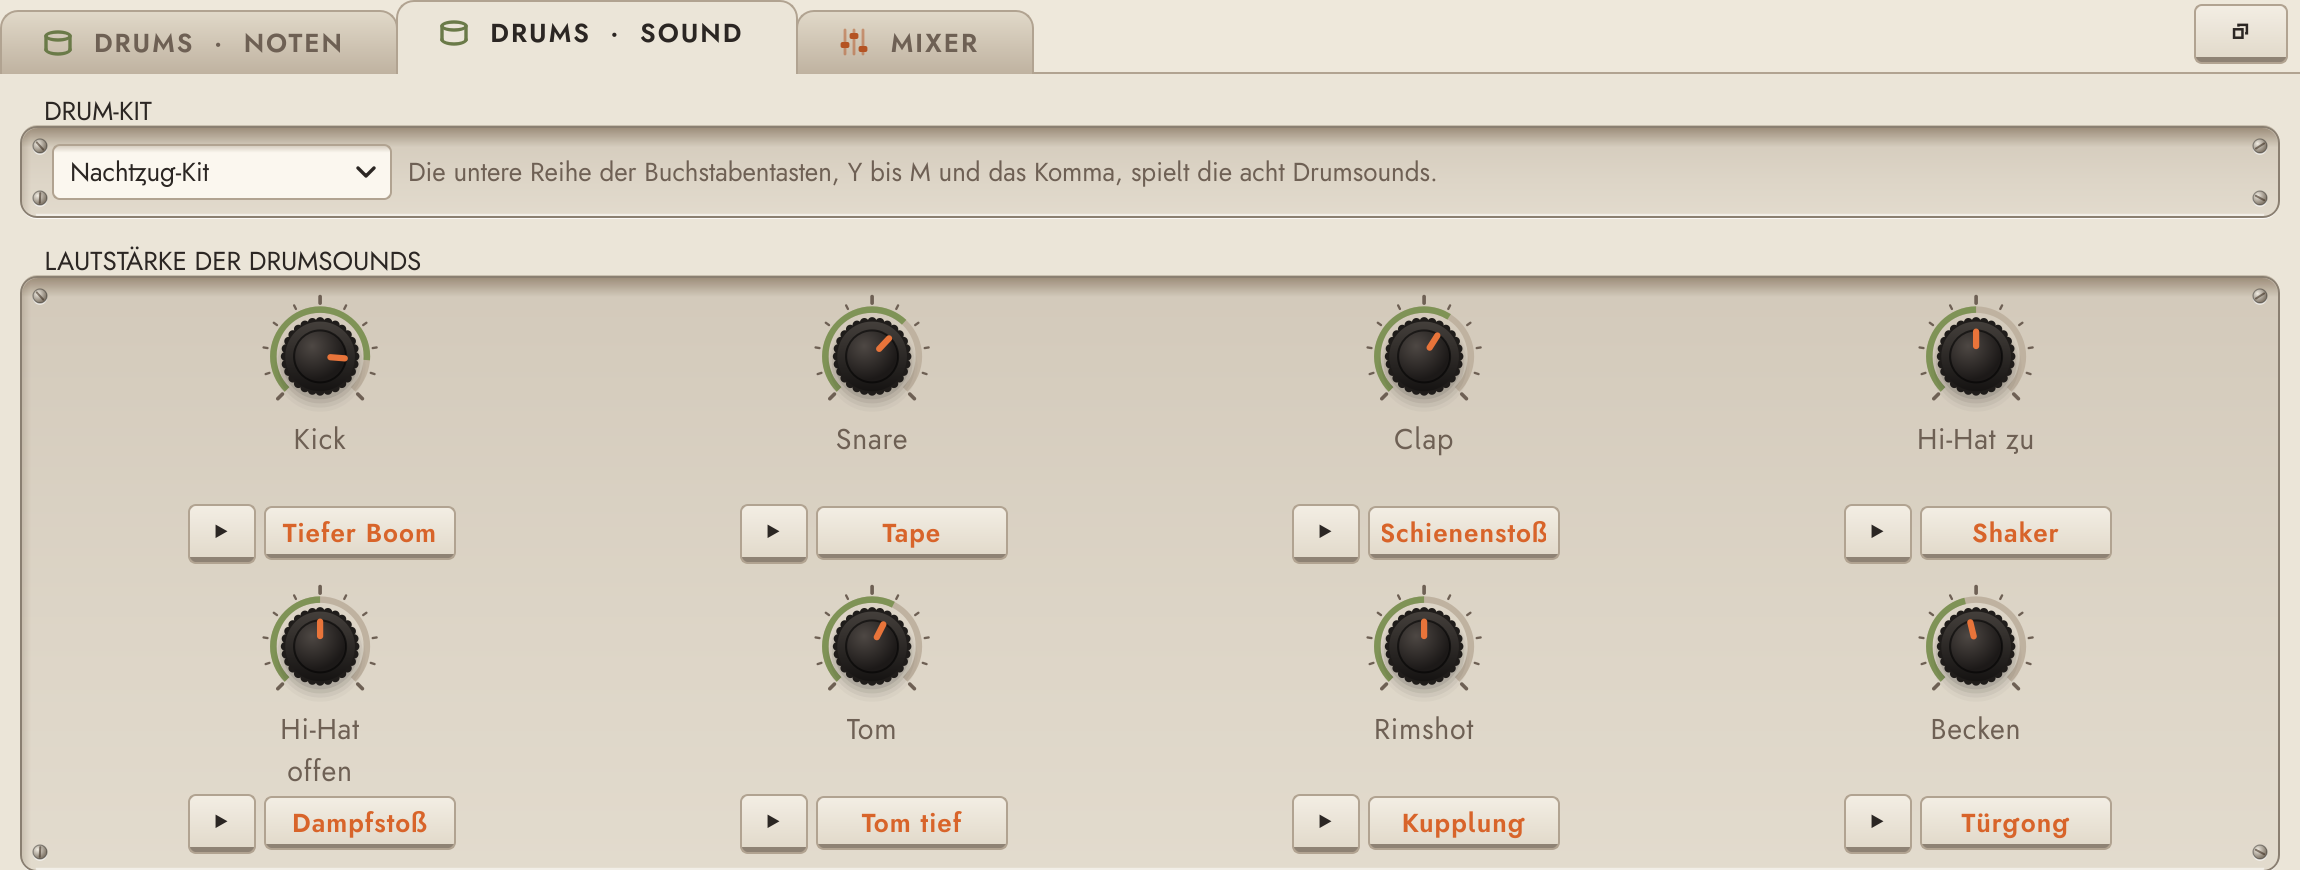 DRUMS · NOTEN
DRUMS · SOUND
MIXER
DRUM-KIT
Nachtzug-Kit
Die untere Reihe der Buchstabentasten, Y bis M und das Komma, spielt die acht Drumsounds.
LAUTSTÄRKE DER DRUMSOUNDS
Kick
Snare
Clap
Hi-Hat zu
Tiefer Boom
Tape
Schienenstoß
Shaker
Hi-Hat
offen
Tom
Rimshot
Becken
Dampfstoß
Tom tief
Kupplung
Türgong